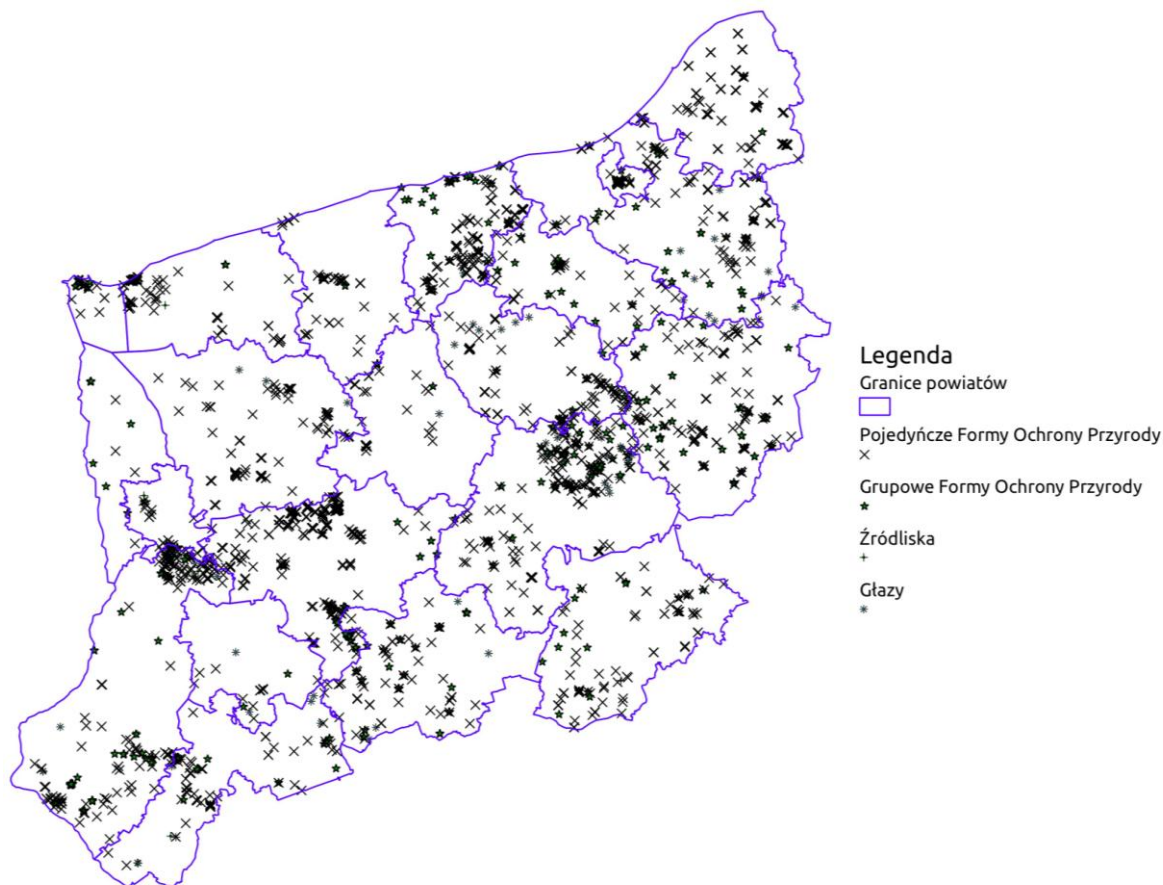 Legenda
Granice powiatów
Pojedyńcze Formy Ochrony Przyrody
Grupowe Formy Ochrony Przyrody
Źródliska
Głazy